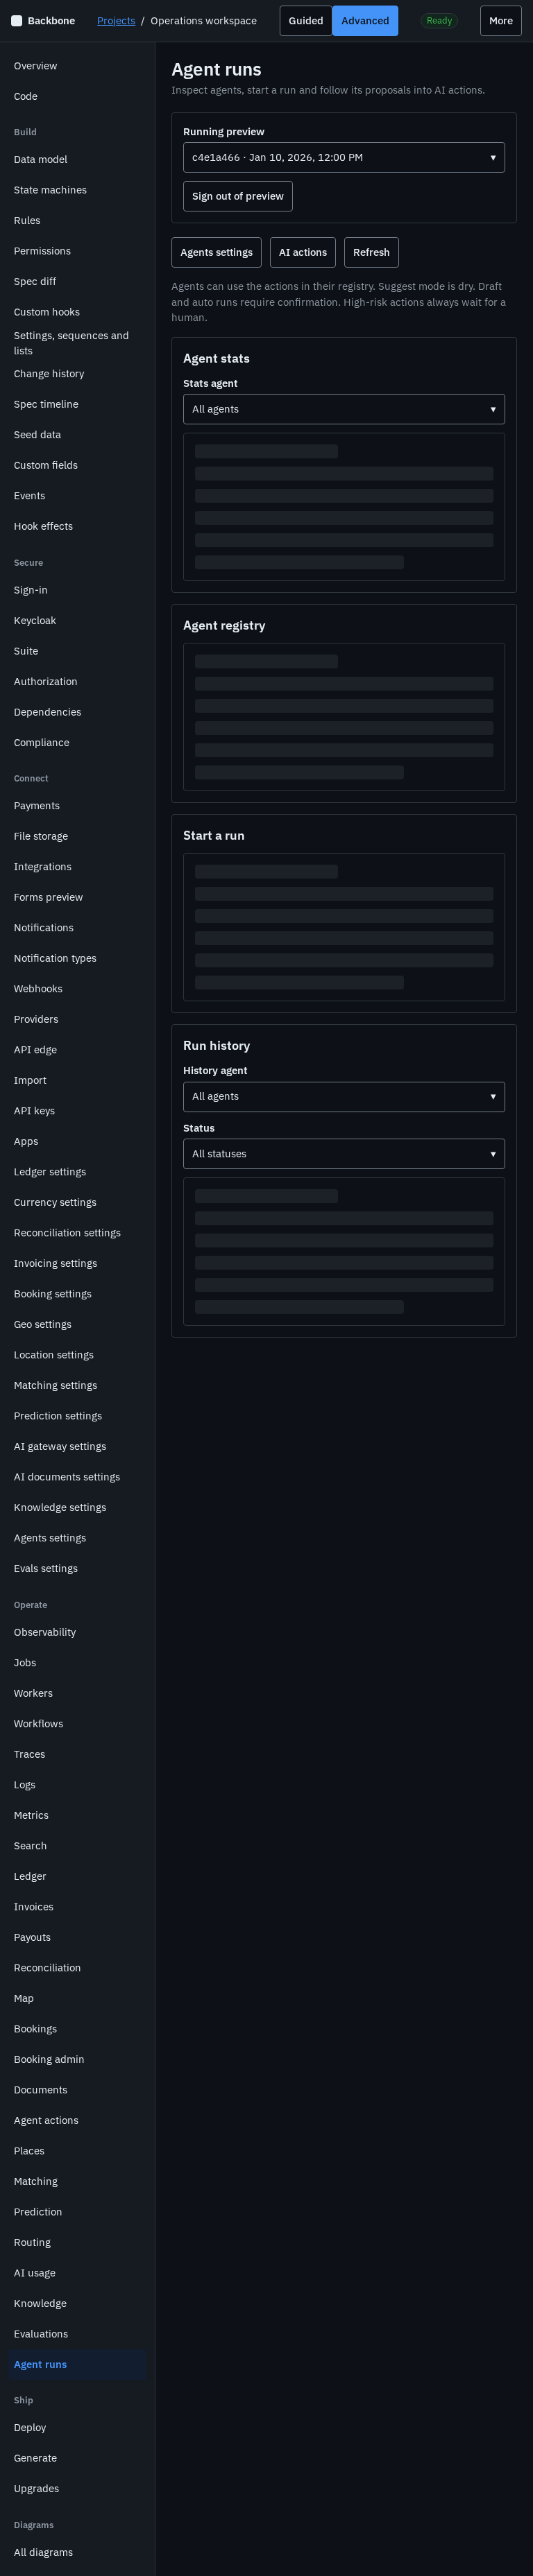 Backbone
Projects / Operations workspace
Guided
Advanced
Ready
More
Overview
Code
Build
Data model
State machines
Rules
Permissions
Spec diff
Custom hooks
Settings, sequences and
lists
Change history
Spec timeline
Seed data
Custom fields
Events
Hook effects
Secure
Sign-in
Keycloak
Suite
Authorization
Dependencies
Compliance
Connect
Payments
File storage
Integrations
Forms preview
Notifications
Notification types
Webhooks
Providers
API edge
Import
API keys
Apps
Ledger settings
Currency settings
Reconciliation settings
Invoicing settings
Booking settings
Geo settings
Location settings
Matching settings
Prediction settings
AI gateway settings
AI documents settings
Knowledge settings
Agents settings
Evals settings
Operate
Observability
Jobs
Workers
Workflows
Traces
Logs
Metrics
Search
Ledger
Invoices
Payouts
Reconciliation
Map
Bookings
Booking admin
Documents
Agent actions
Places
Matching
Prediction
Routing
AI usage
Knowledge
Evaluations
Agent runs
Ship
Deploy
Generate
Upgrades
Diagrams
All diagrams
Agent runs
Inspect agents, start a run and follow its proposals into AI actions.
Running preview
c4e1a466 · Jan 10, 2026, 12:00 PM
Sign out of preview
Agents settings
AI actions
Refresh
Agents can use the actions in their registry. Suggest mode is dry. Draft
and auto runs require confirmation. High-risk actions always wait for a
human.
Agent stats
Stats agent
All agents
Agent registry
Start a run
Run history
History agent
All agents
Status
All statuses